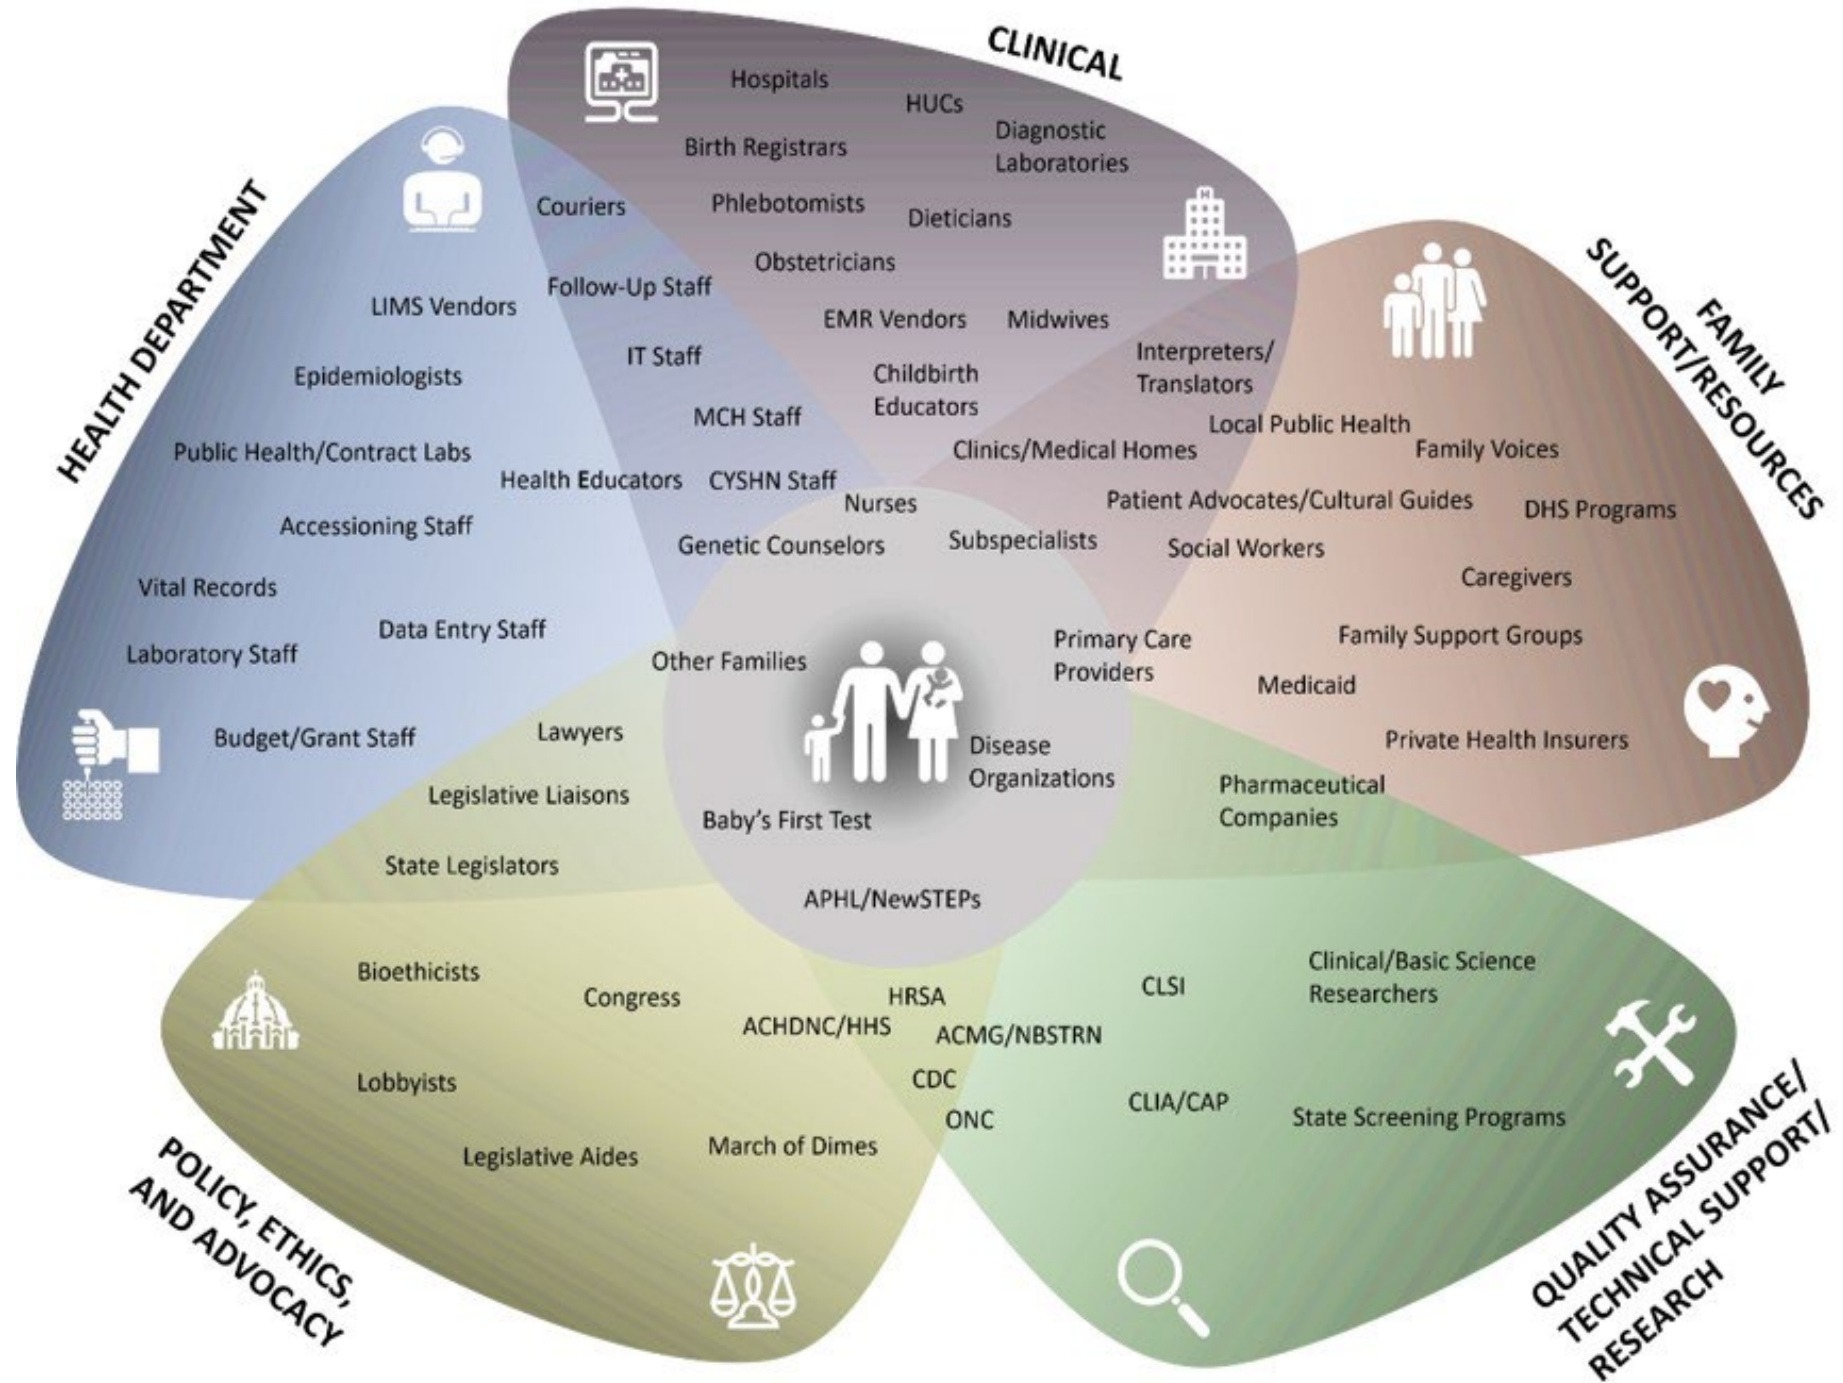 CLINICAL
Hospitals
HUCs
Diagnostic
Laboratories
Birth Registrars
Phlebotomists
Dieticians
Obstetricians
EMR Vendors
Midwives
Childbirth
Educators
Couriers
Follow-Up Staff
IT Staff
MCH Staff
Health Educators
CYSHN Staff
Nurses
Genetic Counselors
Subspecialists
HEALTH DEPARTMENT
LIMS Vendors
Epidemiologists
Public Health/Contract Labs
Accessioning Staff
Vital Records
Data Entry Staff
Laboratory Staff
Budget/Grant Staff
FAMILY
SUPPORT/RESOURCES
Interpreters/
Translators
Local Public Health
Clinics/Medical Homes
Family Voices
Patient Advocates/Cultural Guides
DHS Programs
Social Workers
Caregivers
Family Support Groups
Medicaid
Private Health Insurers
Pharmaceutical
Companies
Other Families
Primary Care
Providers
Disease
Organizations
Baby's First Test
APHL/NewSTEPs
Lawyers
Legislative Liaisons
State Legislators
POLICY, ETHICS,
AND ADVOCACY
Bioethicists
Congress
Lobbyists
Legislative Aides
March of Dimes
HRSA
ACHDNC/HHS
ACMG/NBSTRN
CDC
ONC
QUALITY ASSURANCE/
TECHNICAL SUPPORT/
RESEARCH
CLSI
Clinical/Basic Science
Researchers
CLIA/CAP
State Screening Programs
H